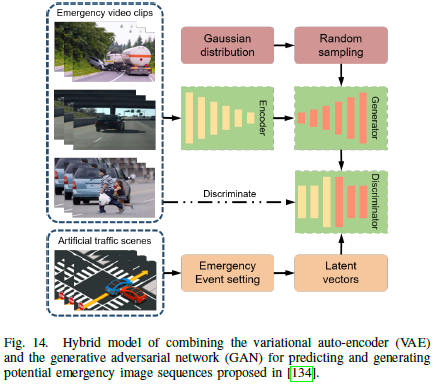 Emergency video clips
Gaussian
distribution
Random
sampling
Encoder
Generator
Discriminate
Discriminator
Artificial traffic scenes
Emergency
Event setting
Latent
vectors
Fig. 14. Hybrid model of combining the variational auto-encoder (VAE)
and the generative adversarial network (GAN) for predicting and generating
potential emergency image sequences proposed in [134].